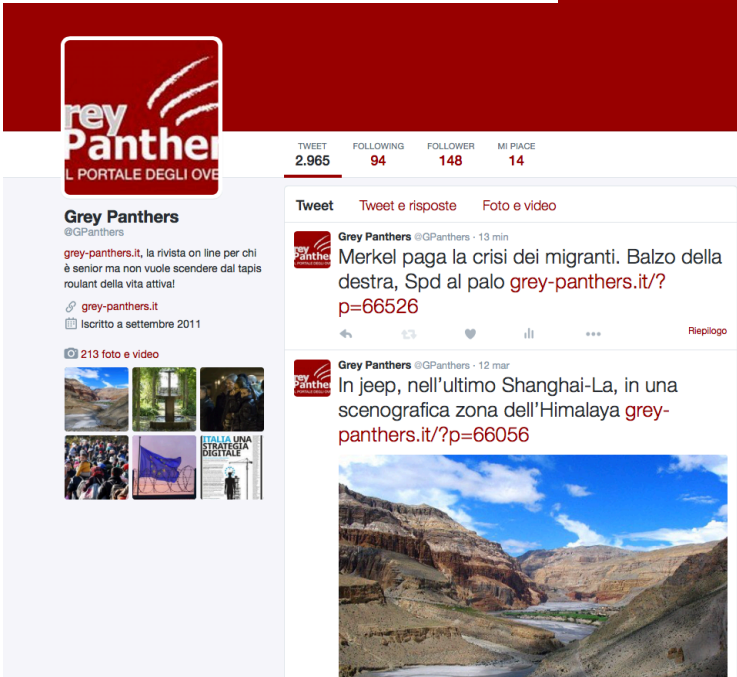 rey
Panther
L PORTALE DEGLI OVE
TWEET
2.965
FOLLOWING
94
FOLLOWER
148
MI PIACE
14
Grey Panthers
@GPanthers
grey-panthers.it, la rivista on line per chi
è senior ma non vuole scendere dal tapis
roulant della vita attiva!
grey-panthers.it
Iscritto a settembre 2011
213 foto e video
ITALIA UNA
STRATEGIA
DIGITALE
Tweet Tweet e risposte Foto e video
Grey Panthers @GPanthers · 13 min
Merkel paga la crisi dei migranti. Balzo della
destra, Spd al palo grey-panthers.it/?
p=66526
Riepilogo
Grey Panthers @GPanthers · 12 mar
In jeep, nell'ultimo Shanghai-La, in una
scenografica zona dell'Himalaya grey-
panthers.it/?p=66056